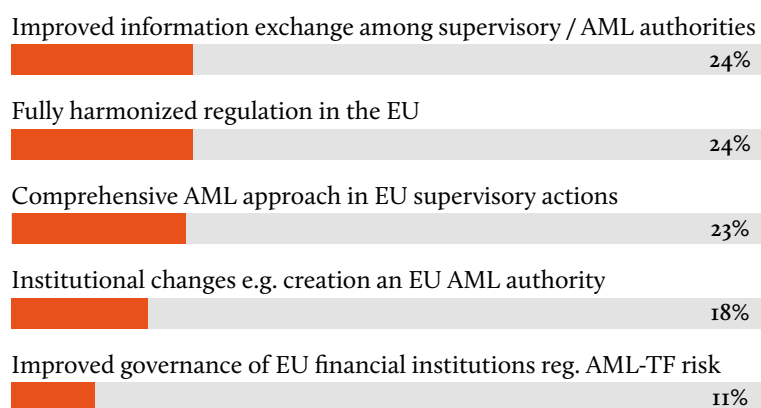 Improved information exchange among supervisory / AML authorities
24%
Fully harmonized regulation in the EU
24%
Comprehensive AML approach in EU supervisory actions
23%
Institutional changes e.g. creation an EU AML authority
18%
Improved governance of EU financial institutions reg. AML-TF risk
11%